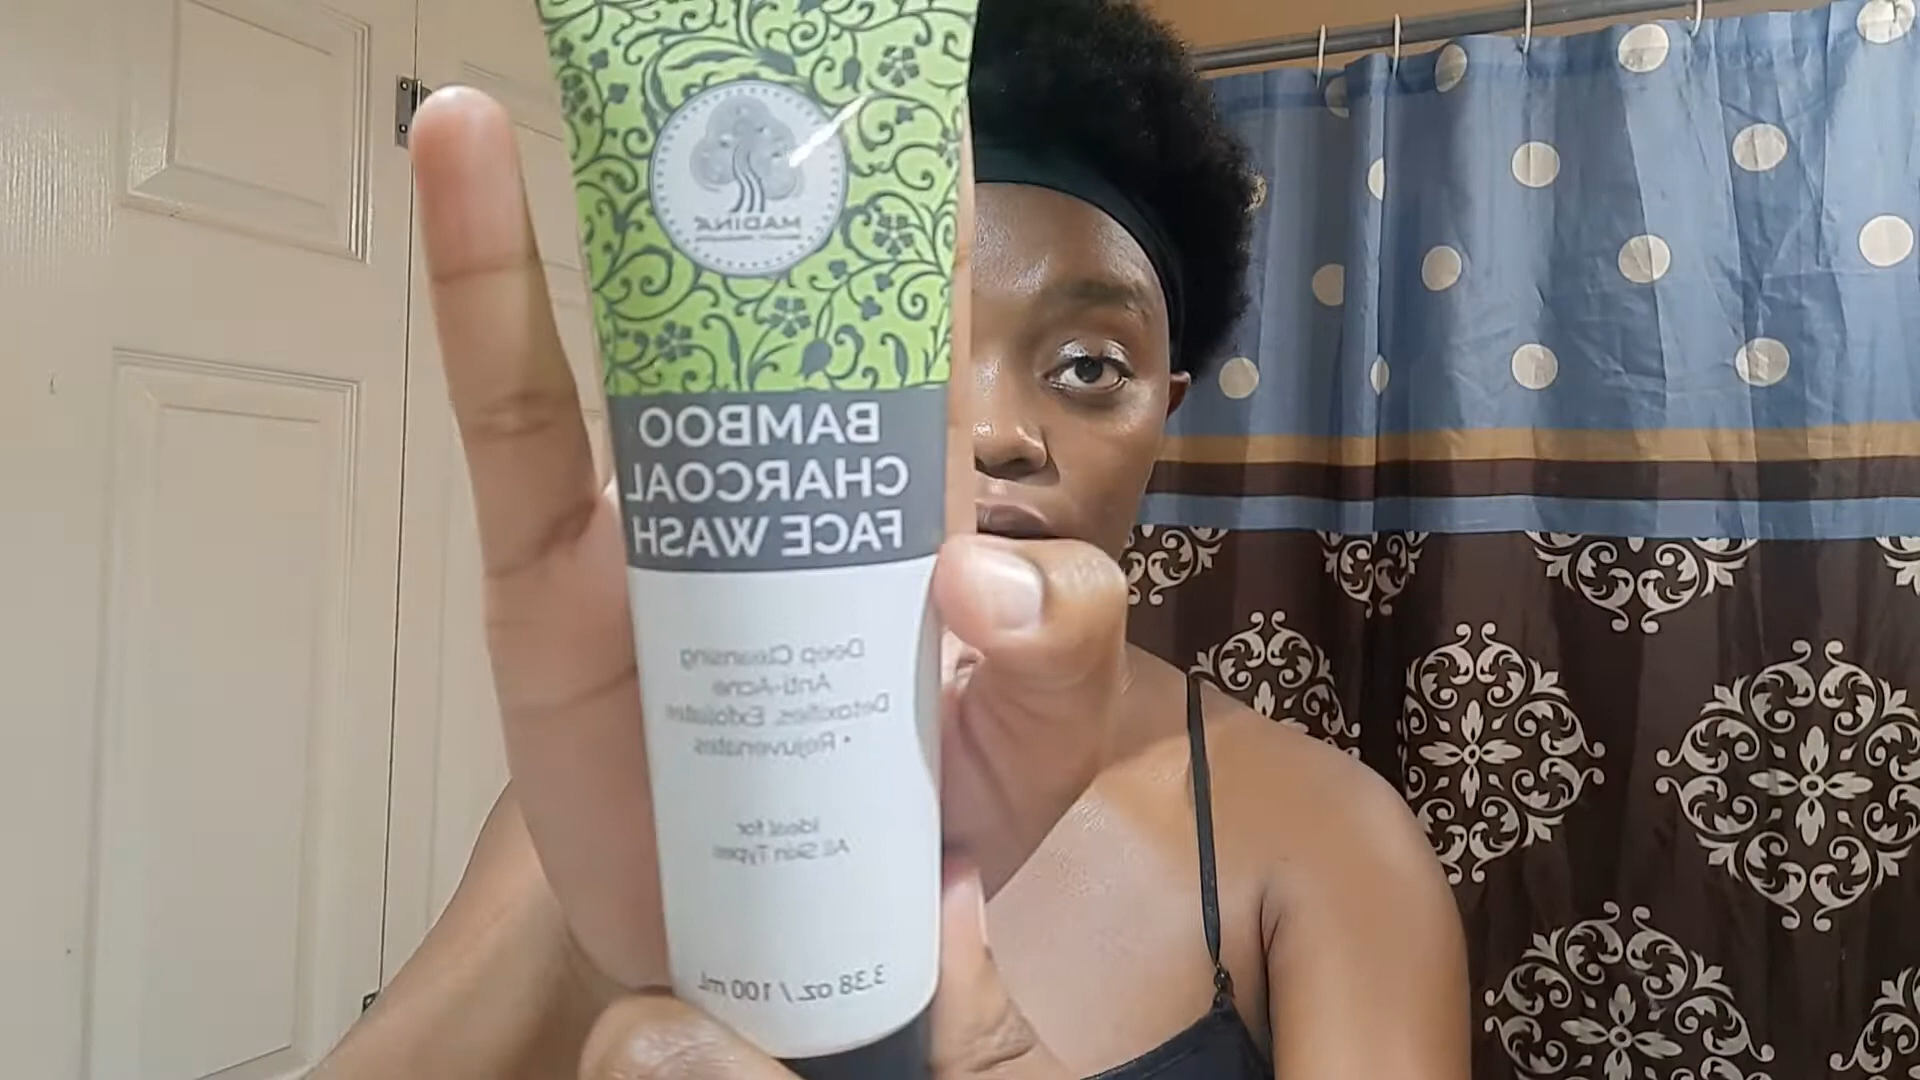 MADINA
BAMBOO
CHARCOAL
FACE WASH
Deep Cleansing
Anti-Acne
Detoxifies, Exfoliates
• Rejuvenates
Ideal for
All Skin Types
3.38 oz. / 100 mL